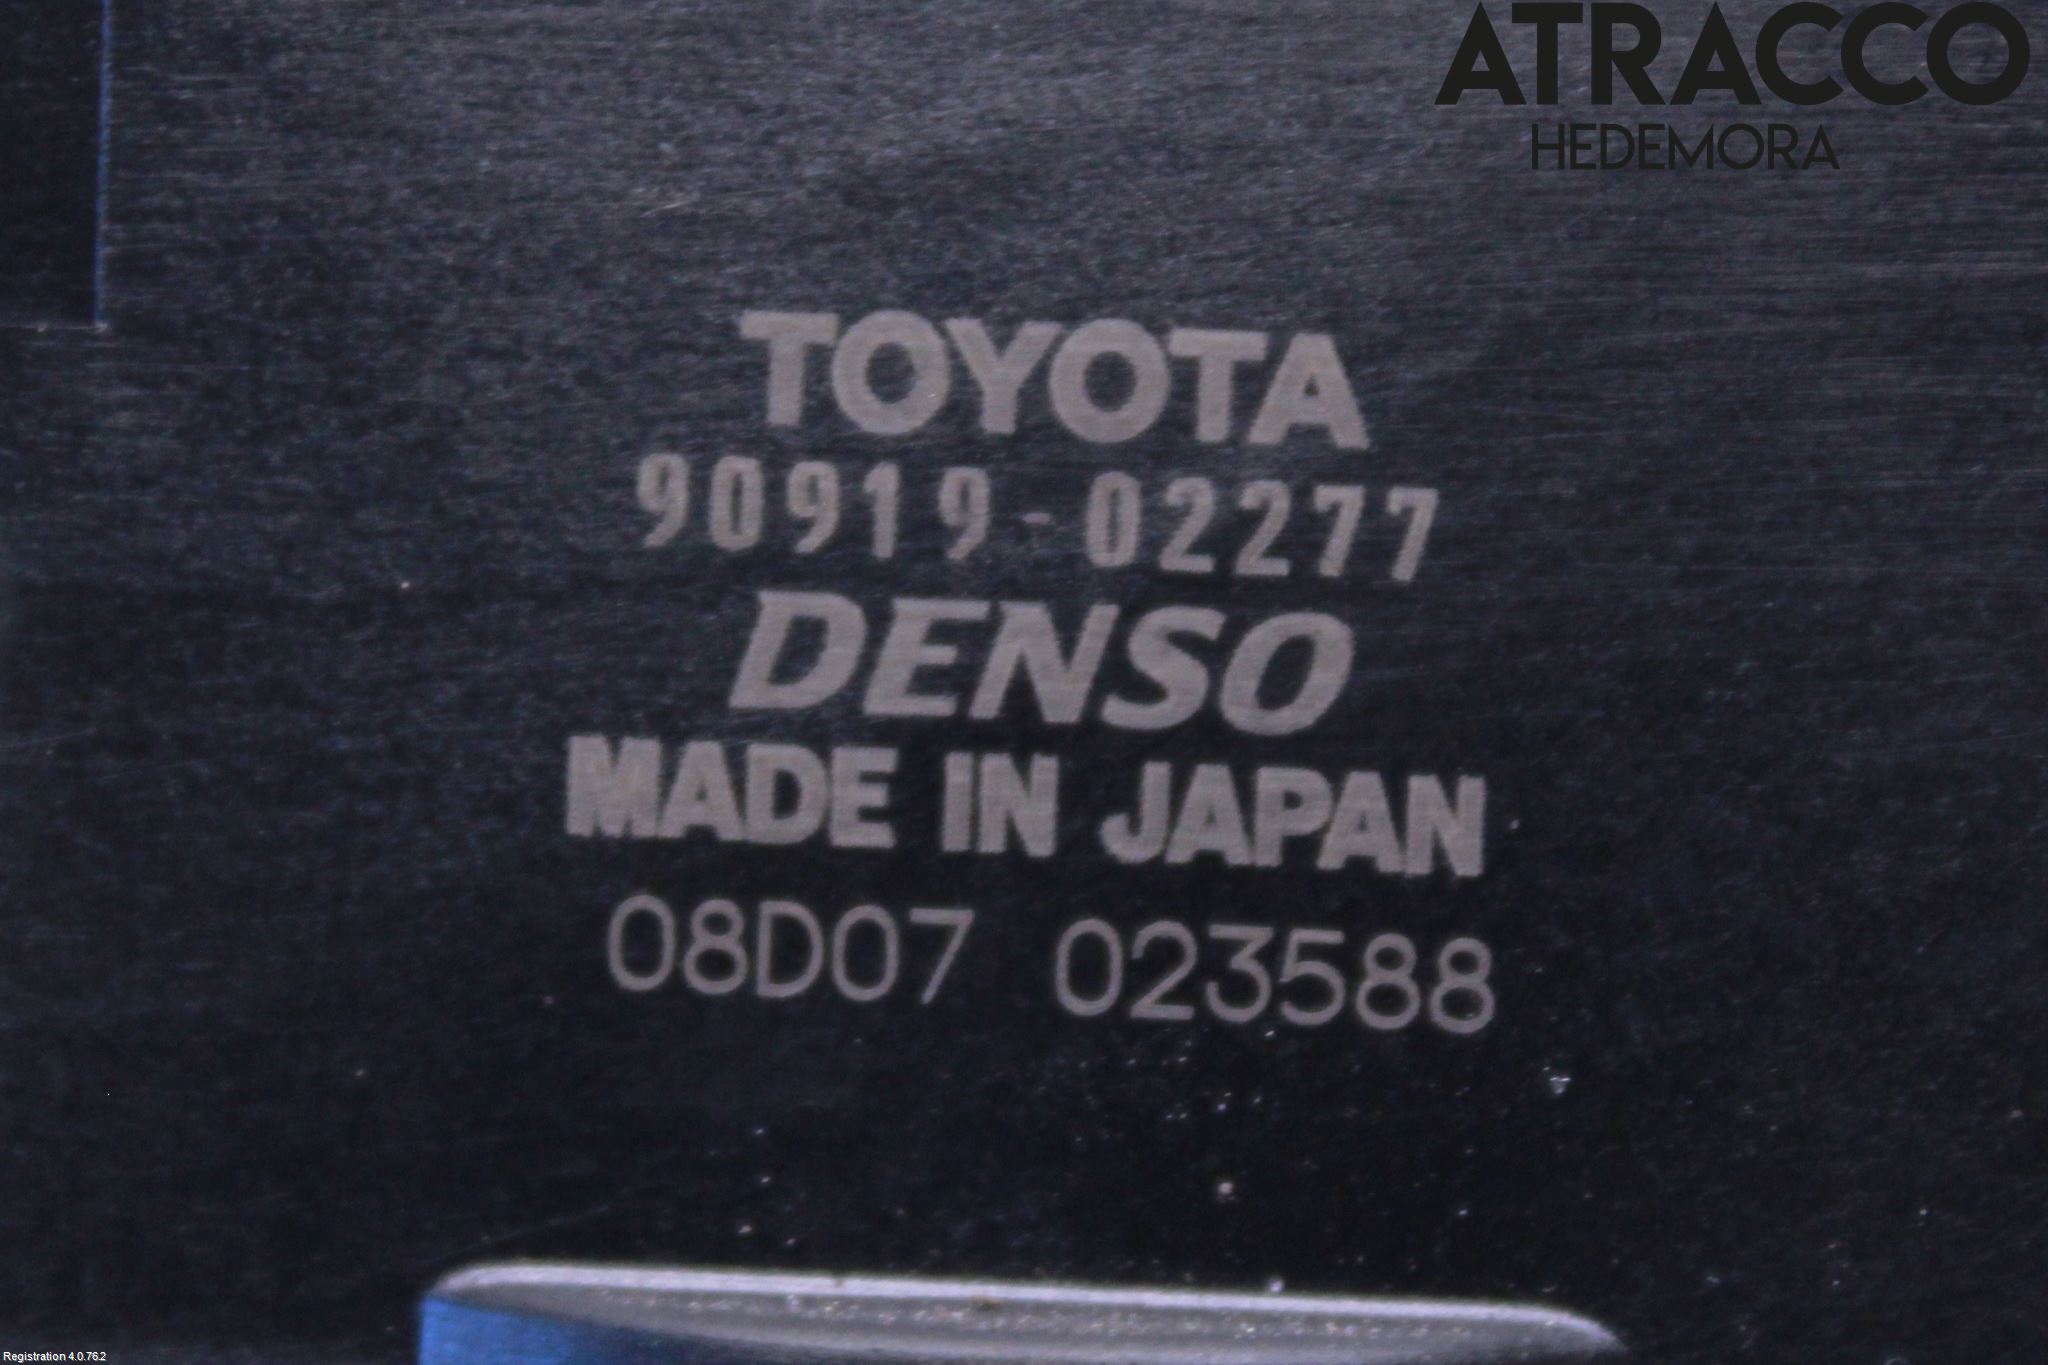 ATRACCO
HEDEMORA
TOYOTA
90919-02277
DENSO
MADE IN JAPAN
08D07 023588
Registration 4.0.76.2